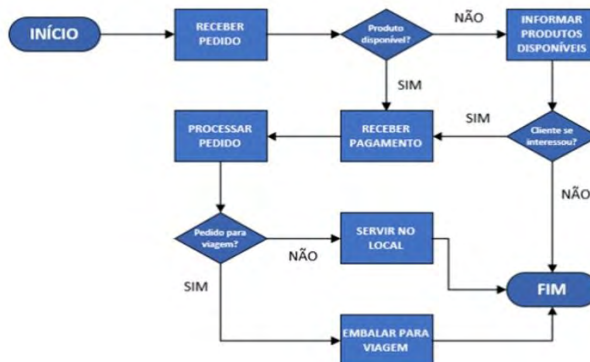 INÍCIO
RECEBER
PEDIDO
Produto
disponível?
NÃO
INFORMAR
PRODUTOS
DISPONÍVEIS
SIM
PROCESSAR
PEDIDO
RECEBER
PAGAMENTO
SIM
Cliente se
interessou?
NÃO
Pedido para
viagem?
NÃO
SERVIR NO
LOCAL
SIM
FIM
EMBALAR PARA
VIAGEM